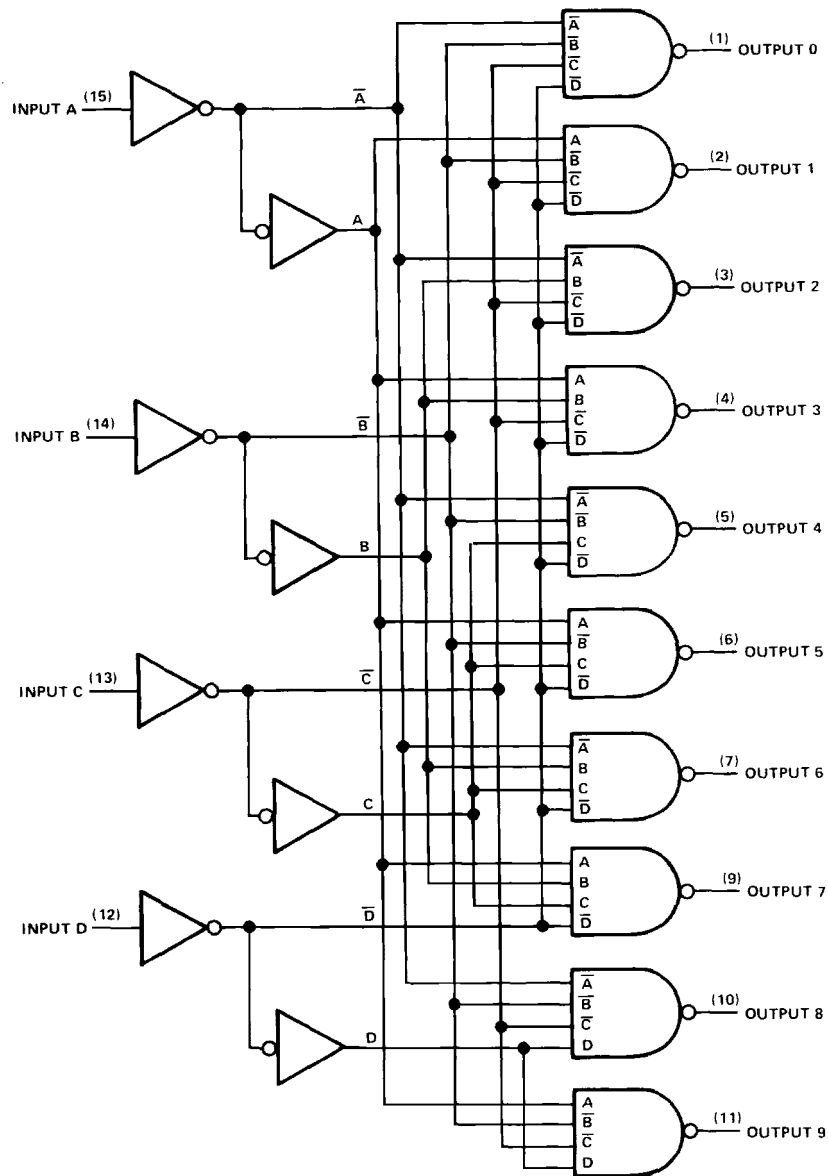 A̅
B̅
C̅
D̅
(1)
OUTPUT 0
INPUT A
(15)
A̅
A
B̅
C̅
D̅
(2)
OUTPUT 1
A
A̅
B
C̅
D̅
(3)
OUTPUT 2
A
B
C̅
D̅
(4)
OUTPUT 3
INPUT B
(14)
B̅
A̅
B̅
C
D̅
(5)
OUTPUT 4
B
A
B̅
C
D̅
(6)
OUTPUT 5
INPUT C
(13)
C̅
A̅
B
C
D̅
(7)
OUTPUT 6
C
A
B
C
D̅
(9)
OUTPUT 7
INPUT D
(12)
D̅
A̅
B̅
C̅
D
(10)
OUTPUT 8
D
A
B̅
C̅
D
(11)
OUTPUT 9